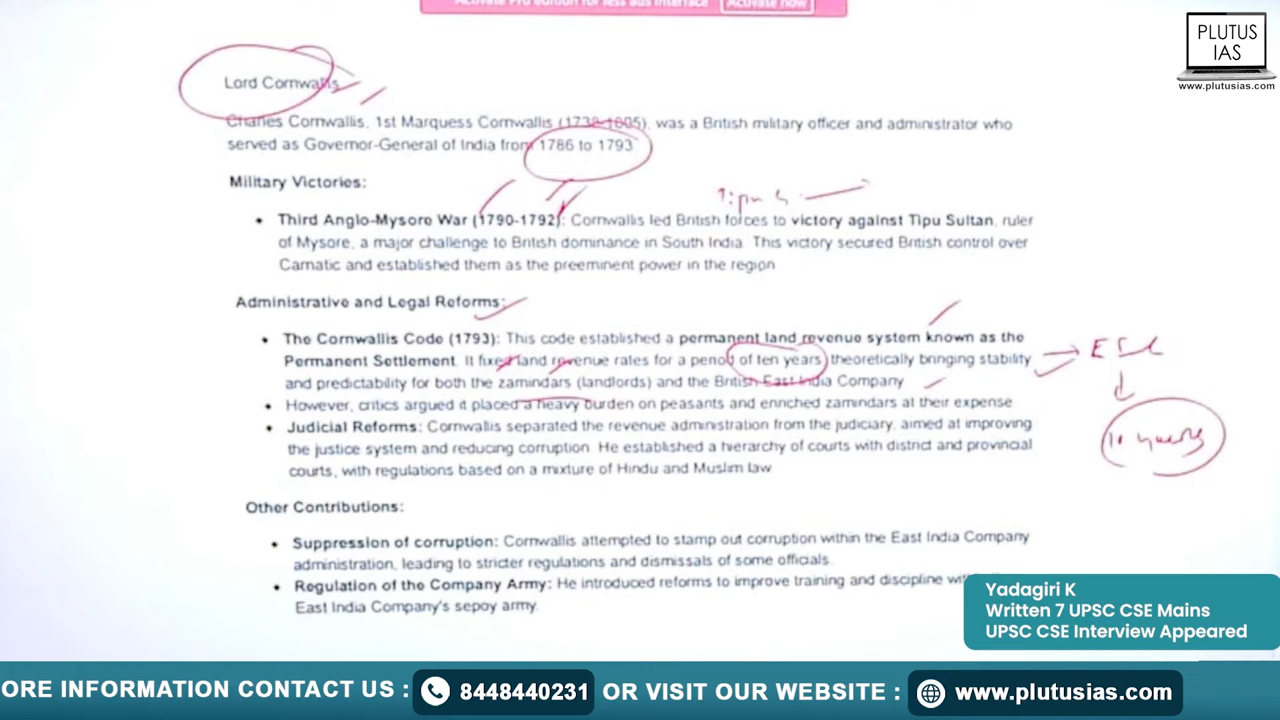 Activate Pro edition for less ads interface Activate now
PLUTUS
IAS
www.plutusias.com
Lord Cornwallis
Charles Cornwallis, 1st Marquess Cornwallis (1738-1805), was a British military officer and administrator who
served as Governor-General of India from 1786 to 1793
Military Victories:
Tipu S
• Third Anglo-Mysore War (1790-1792): Cornwallis led British forces to victory against Tipu Sultan, ruler
of Mysore, a major challenge to British dominance in South India. This victory secured British control over
Carnatic and established them as the preeminent power in the region
Administrative and Legal Reforms:
• The Cornwallis Code (1793): This code established a permanent land revenue system known as the
Permanent Settlement. It fixed land revenue rates for a period of ten years, theoretically bringing stability
and predictability for both the zamindars (landlords) and the British East India Company
• However, critics argued it placed a heavy burden on peasants and enriched zamindars at their expense
• Judicial Reforms: Cornwallis separated the revenue administration from the judiciary, aimed at improving
the justice system and reducing corruption. He established a hierarchy of courts with district and provincial
courts, with regulations based on a mixture of Hindu and Muslim law
years
Other Contributions:
• Suppression of corruption: Cornwallis attempted to stamp out corruption within the East India Company
administration, leading to stricter regulations and dismissals of some officials.
• Regulation of the Company Army: He introduced reforms to improve training and discipline
East India Company's sepoy army.
Yadagiri K
Written 7 UPSC CSE Mains
UPSC CSE Interview Appeared
ORE INFORMATION CONTACT US : 8448440231 OR VISIT OUR WEBSITE : www.plutusias.com